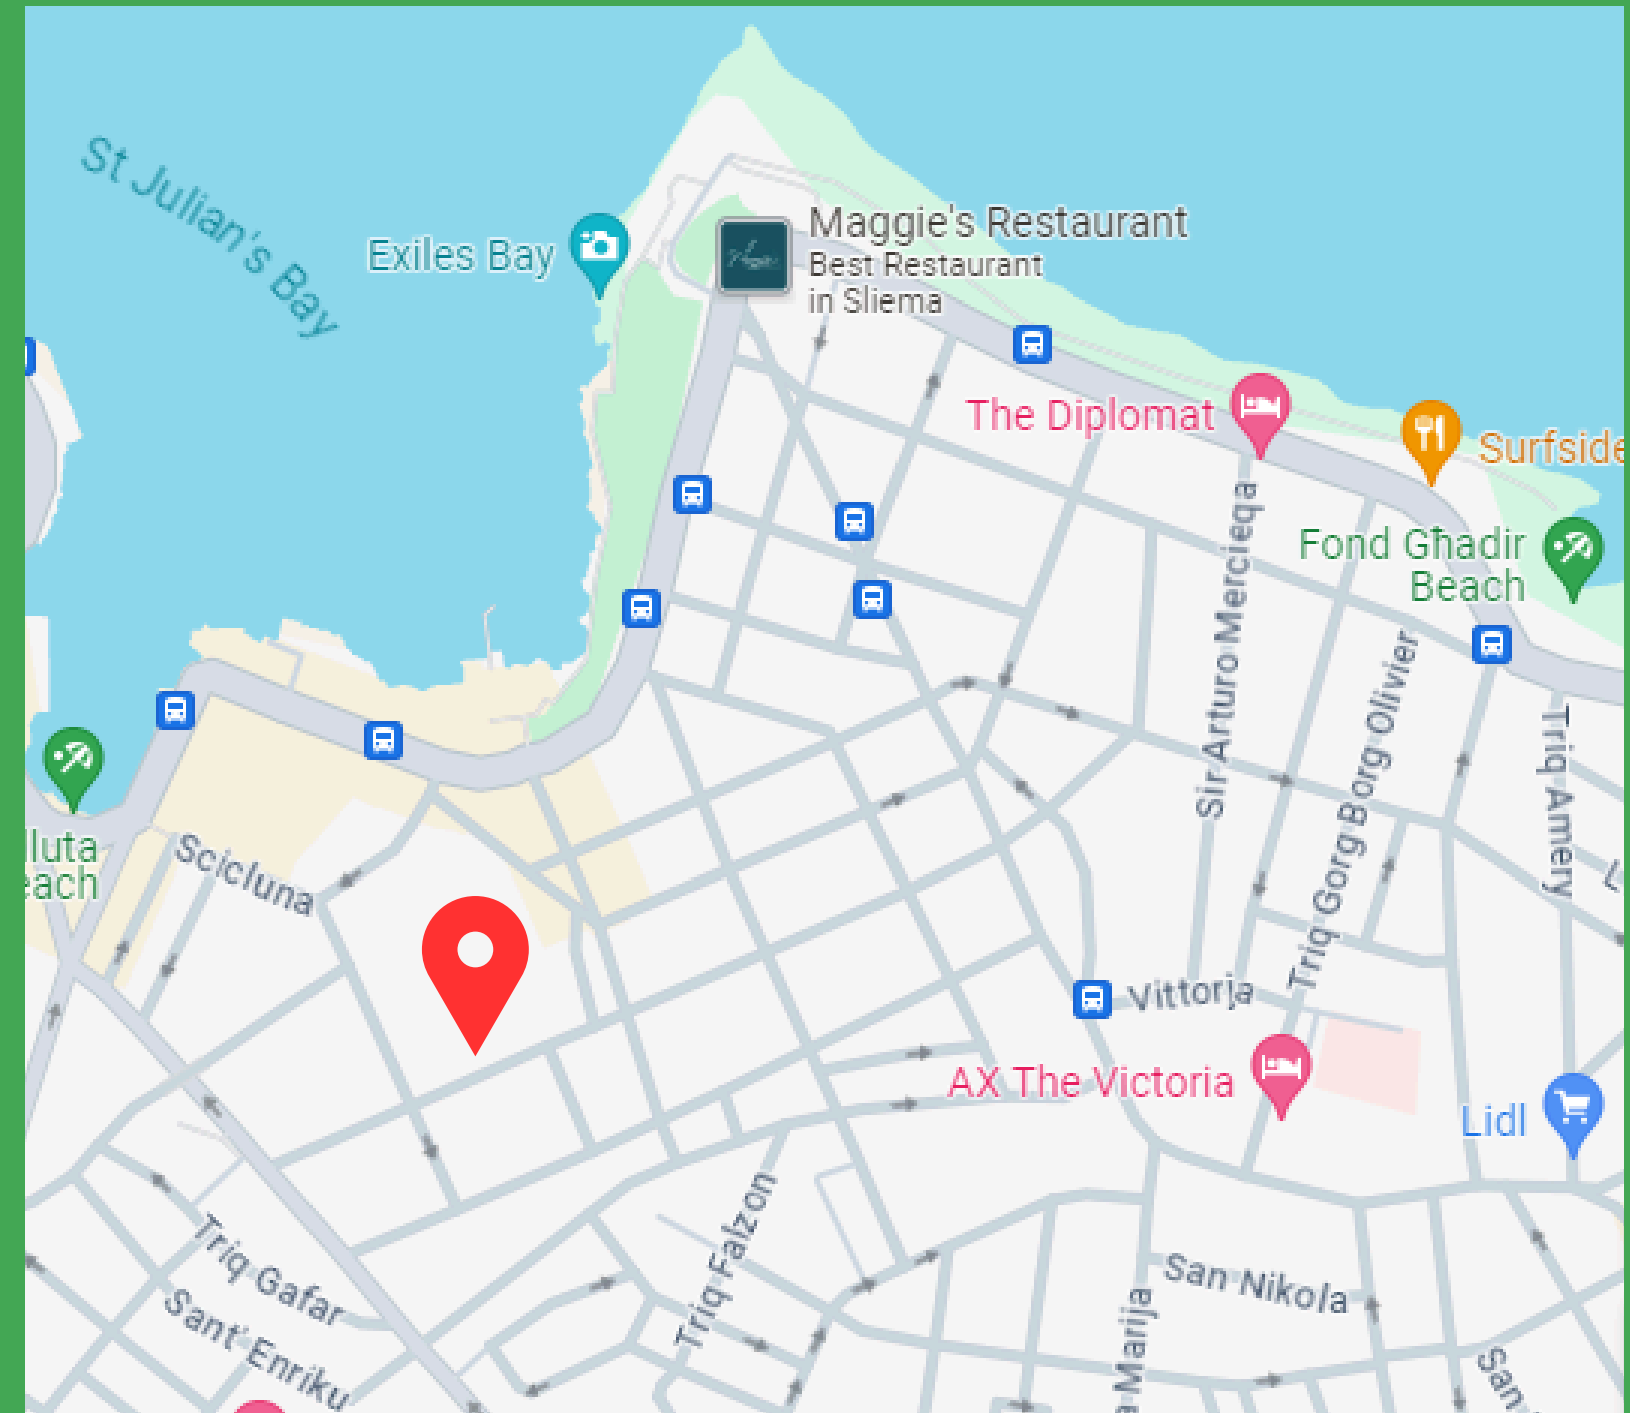 St Julian's Bay
Exiles Bay
Maggie's Restaurant
Best Restaurant
in Sliema
The Diplomat
Surfside
Fond Għadir
Beach
Sir Arturo Mercieqa
Triq Gorg Borg Olivier
Triq Amery
lluta
each
Scicluna
Vittorja
AX The Victoria
Lidl
Triq Falzon
Triq Gafar
Sant' Enriku
San Nikola
a Marija
San